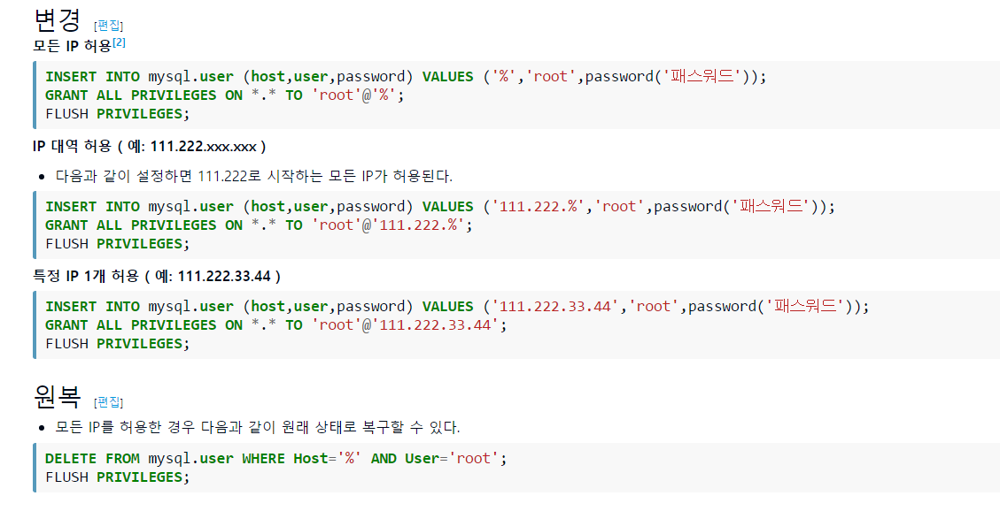 변경 [편집]
모든 IP 허용[2]
INSERT INTO mysql.user (host,user,password) VALUES ('%','root',password('패스워드'));
GRANT ALL PRIVILEGES ON *.* TO 'root'@'%';
FLUSH PRIVILEGES;
IP 대역 허용 ( 예: 111.222.xxx.xxx )
• 다음과 같이 설정하면 111.222로 시작하는 모든 IP가 허용된다.
INSERT INTO mysql.user (host,user,password) VALUES ('111.222.%','root',password('패스워드'));
GRANT ALL PRIVILEGES ON *.* TO 'root'@'111.222.%';
FLUSH PRIVILEGES;
특정 IP 1개 허용 ( 예: 111.222.33.44 )
INSERT INTO mysql.user (host,user,password) VALUES ('111.222.33.44','root',password('패스워드'));
GRANT ALL PRIVILEGES ON *.* TO 'root'@'111.222.33.44';
FLUSH PRIVILEGES;
원복 [편집]
• 모든 IP를 허용한 경우 다음과 같이 원래 상태로 복구할 수 있다.
DELETE FROM mysql.user WHERE Host='%' AND User='root';
FLUSH PRIVILEGES;